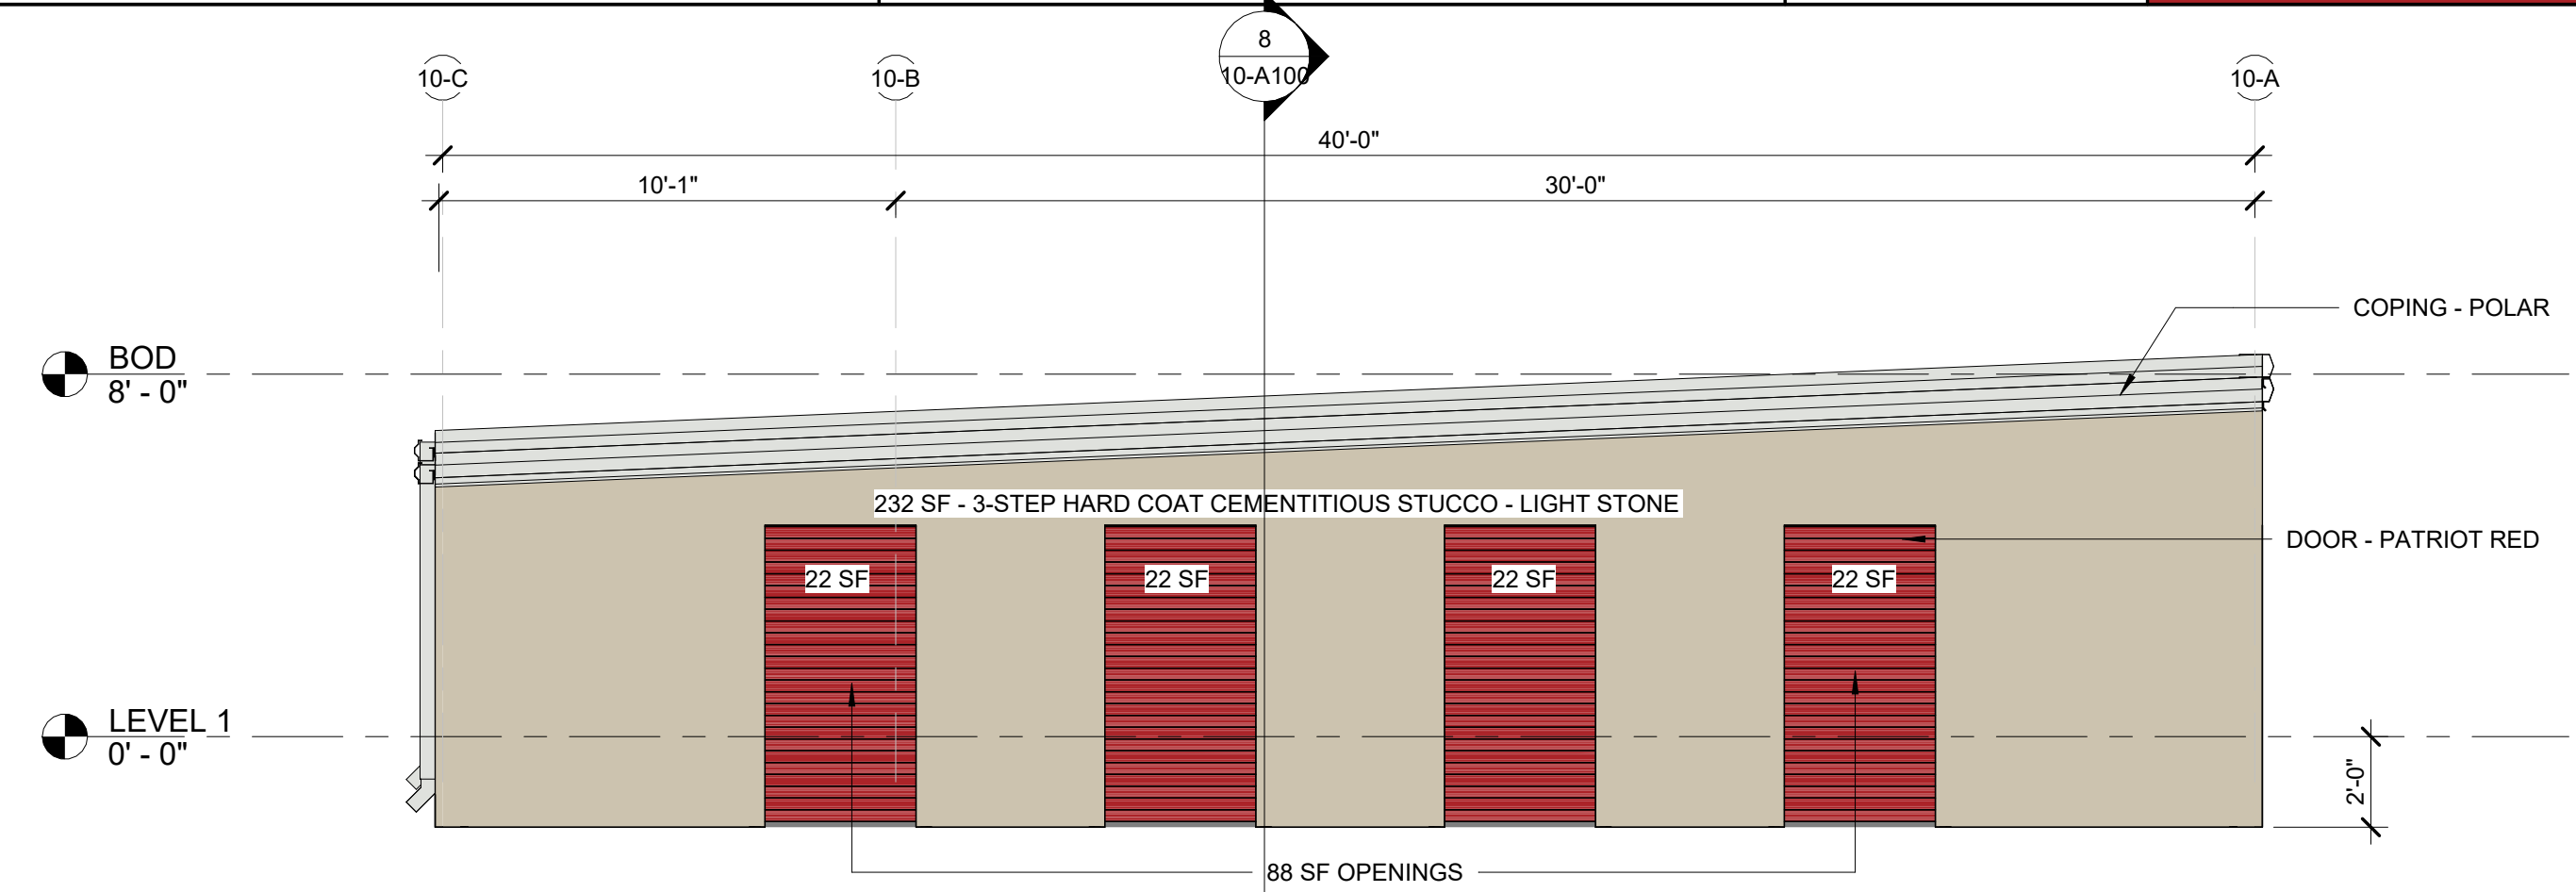 8
10-A100
10-C
10-B
10-A
40'-0"
10'-1"
30'-0"
COPING - POLAR
BOD
8' - 0"
232 SF - 3-STEP HARD COAT CEMENTITIOUS STUCCO - LIGHT STONE
DOOR - PATRIOT RED
22 SF
22 SF
22 SF
22 SF
LEVEL 1
0' - 0"
2'-0"
88 SF OPENINGS